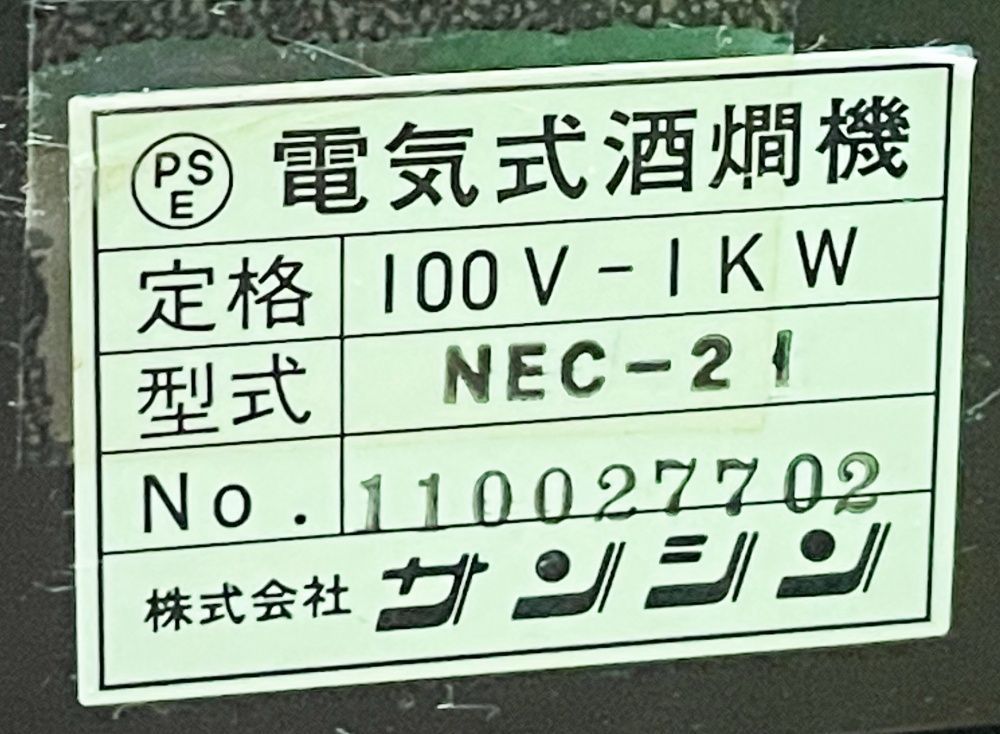 PSE 電気式酒燗機
定格 100V-1KW
型式 NEC-21
No. 110027702
株式会社 サンシン